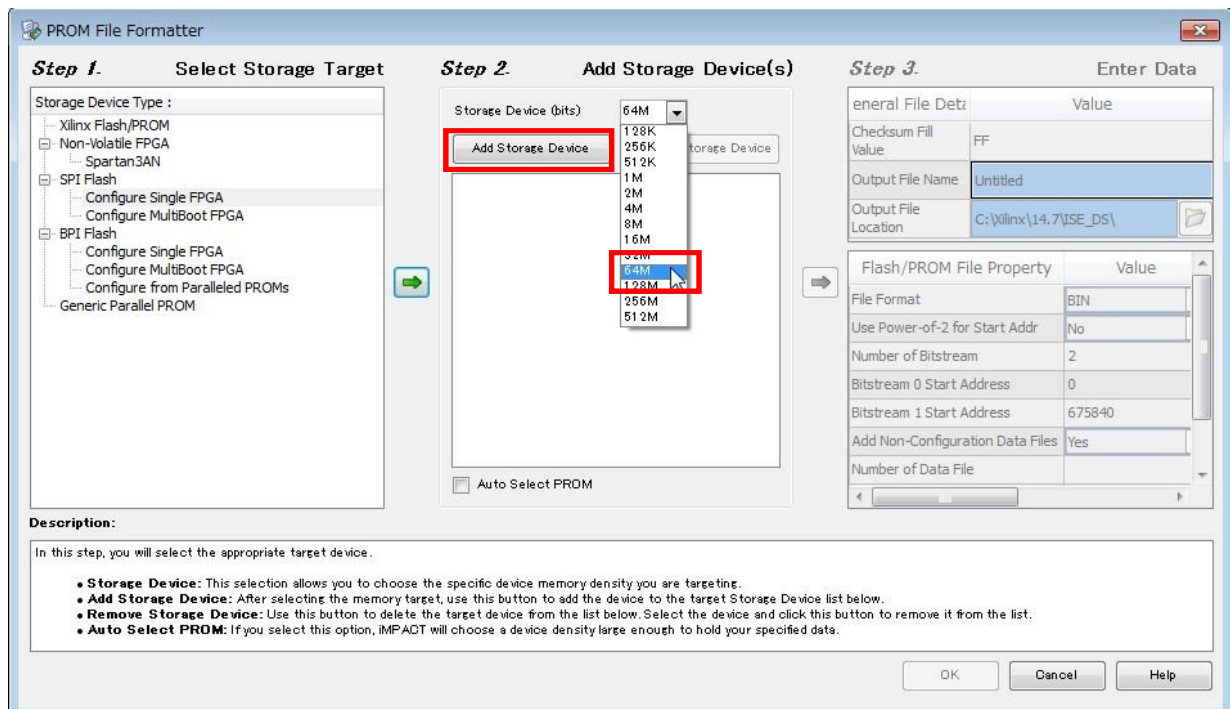 PROM File Formatter
Step 1. Select Storage Target
Storage Device Type :
Xilinx Flash/PROM
Non-Volatile FPGA
Spartan3AN
SPI Flash
Configure Single FPGA
Configure MultiBoot FPGA
BPI Flash
Configure Single FPGA
Configure MultiBoot FPGA
Configure from Paralleled PROMs
Generic Parallel PROM
Step 2. Add Storage Device(s)
Storage Device (bits) 64M
Add Storage Device
torage Device
128K
256K
512K
1M
2M
4M
8M
16M
32M
64M
128M
256M
512M
Auto Select PROM
Step 3. Enter Data
eneral File Deta Value
Checksum Fill
Value
FF
Output File Name Untitled
Output File
Location
C:\Xilinx\14.7\ISE_DS\
Flash/PROM File Property Value
File Format BIN
Use Power-of-2 for Start Addr No
Number of Bitstream 2
Bitstream 0 Start Address 0
Bitstream 1 Start Address 675840
Add Non-Configuration Data Files Yes
Number of Data File
Description:
In this step, you will select the appropriate target device.
• Storage Device: This selection allows you to choose the specific device memory density you are targeting.
• Add Storage Device: After selecting the memory target, use this button to add the device to the target Storage Device list below.
• Remove Storage Device: Use this button to delete the target device from the list below. Select the device and click this button to remove it from the list.
• Auto Select PROM: If you select this option, iMPACT will choose a device density large enough to hold your specified data.
OK Cancel Help